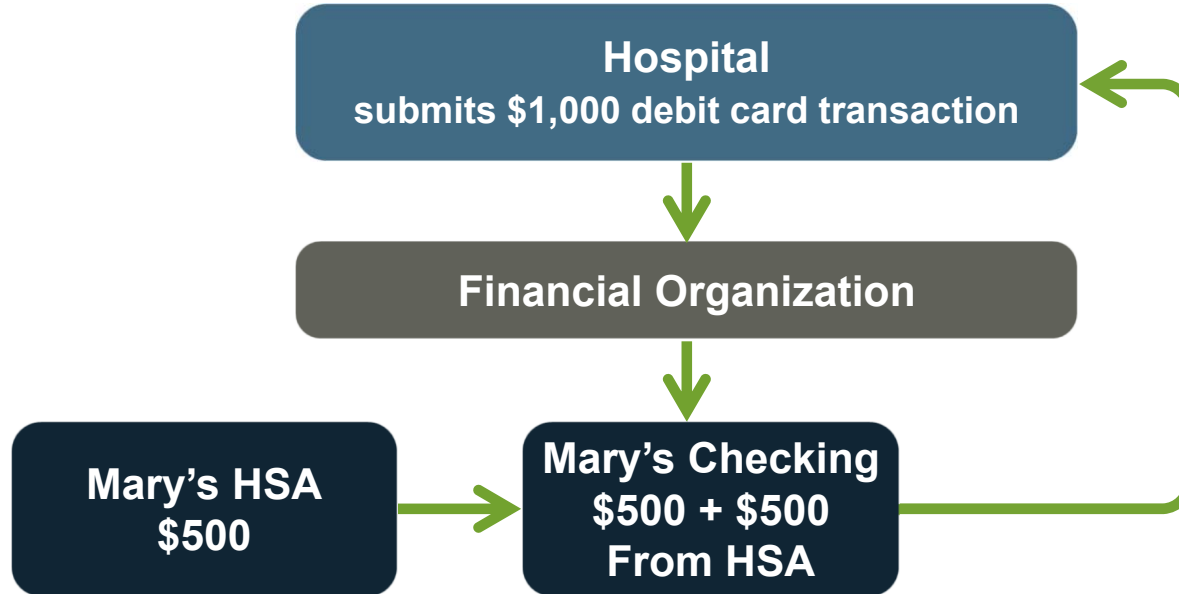 Hospital
submits $1,000 debit card transaction
Financial Organization
Mary’s HSA
$500
Mary’s Checking
$500 + $500
From HSA